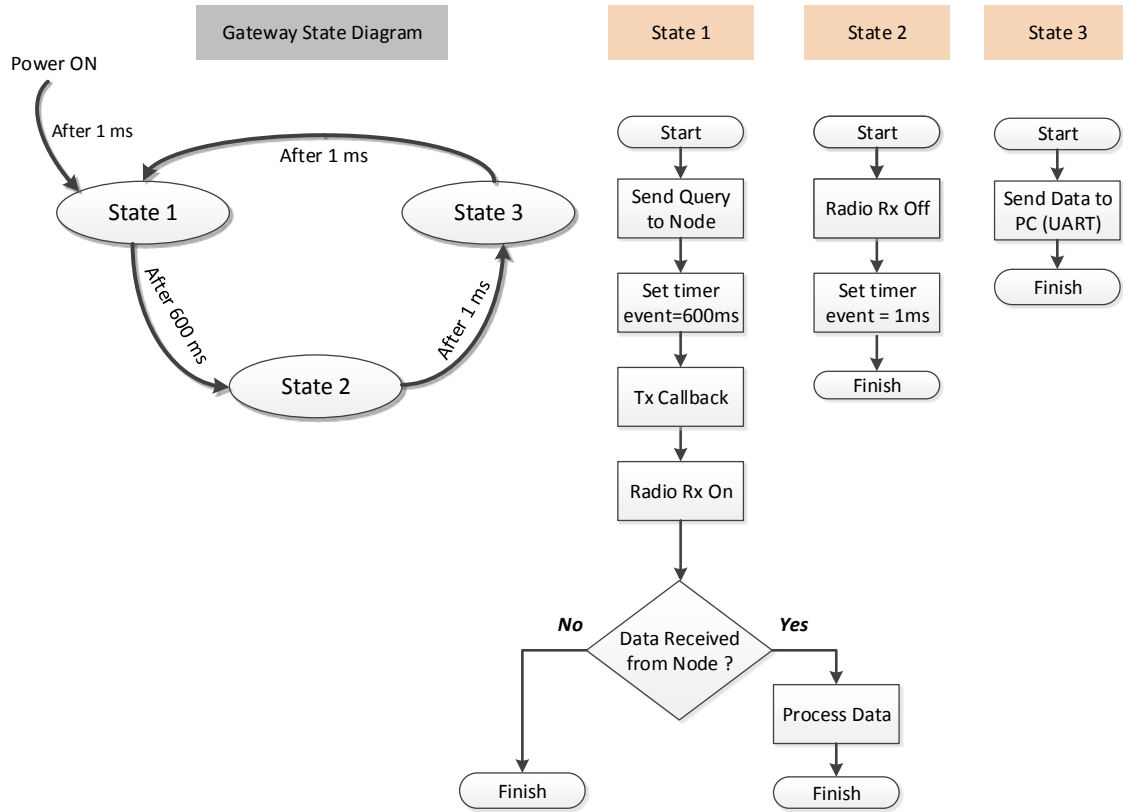 Gateway State Diagram
Power ON
After 1 ms
After 1 ms
State 1
State 3
After 600 ms
After 1 ms
State 2
State 1
Start
Send Query
to Node
Set timer
event=600ms
Tx Callback
Radio Rx On
Data Received
from Node ?
No
Yes
Process Data
Finish
Finish
State 2
Start
Radio Rx Off
Set timer
event = 1ms
Finish
State 3
Start
Send Data to
PC (UART)
Finish